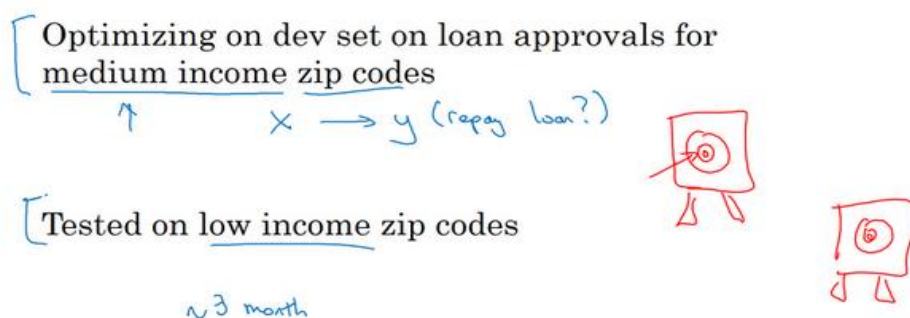 Optimizing on dev set on loan approvals for
medium income zip codes
x → y (repay loan?)
Tested on low income zip codes
~3 month